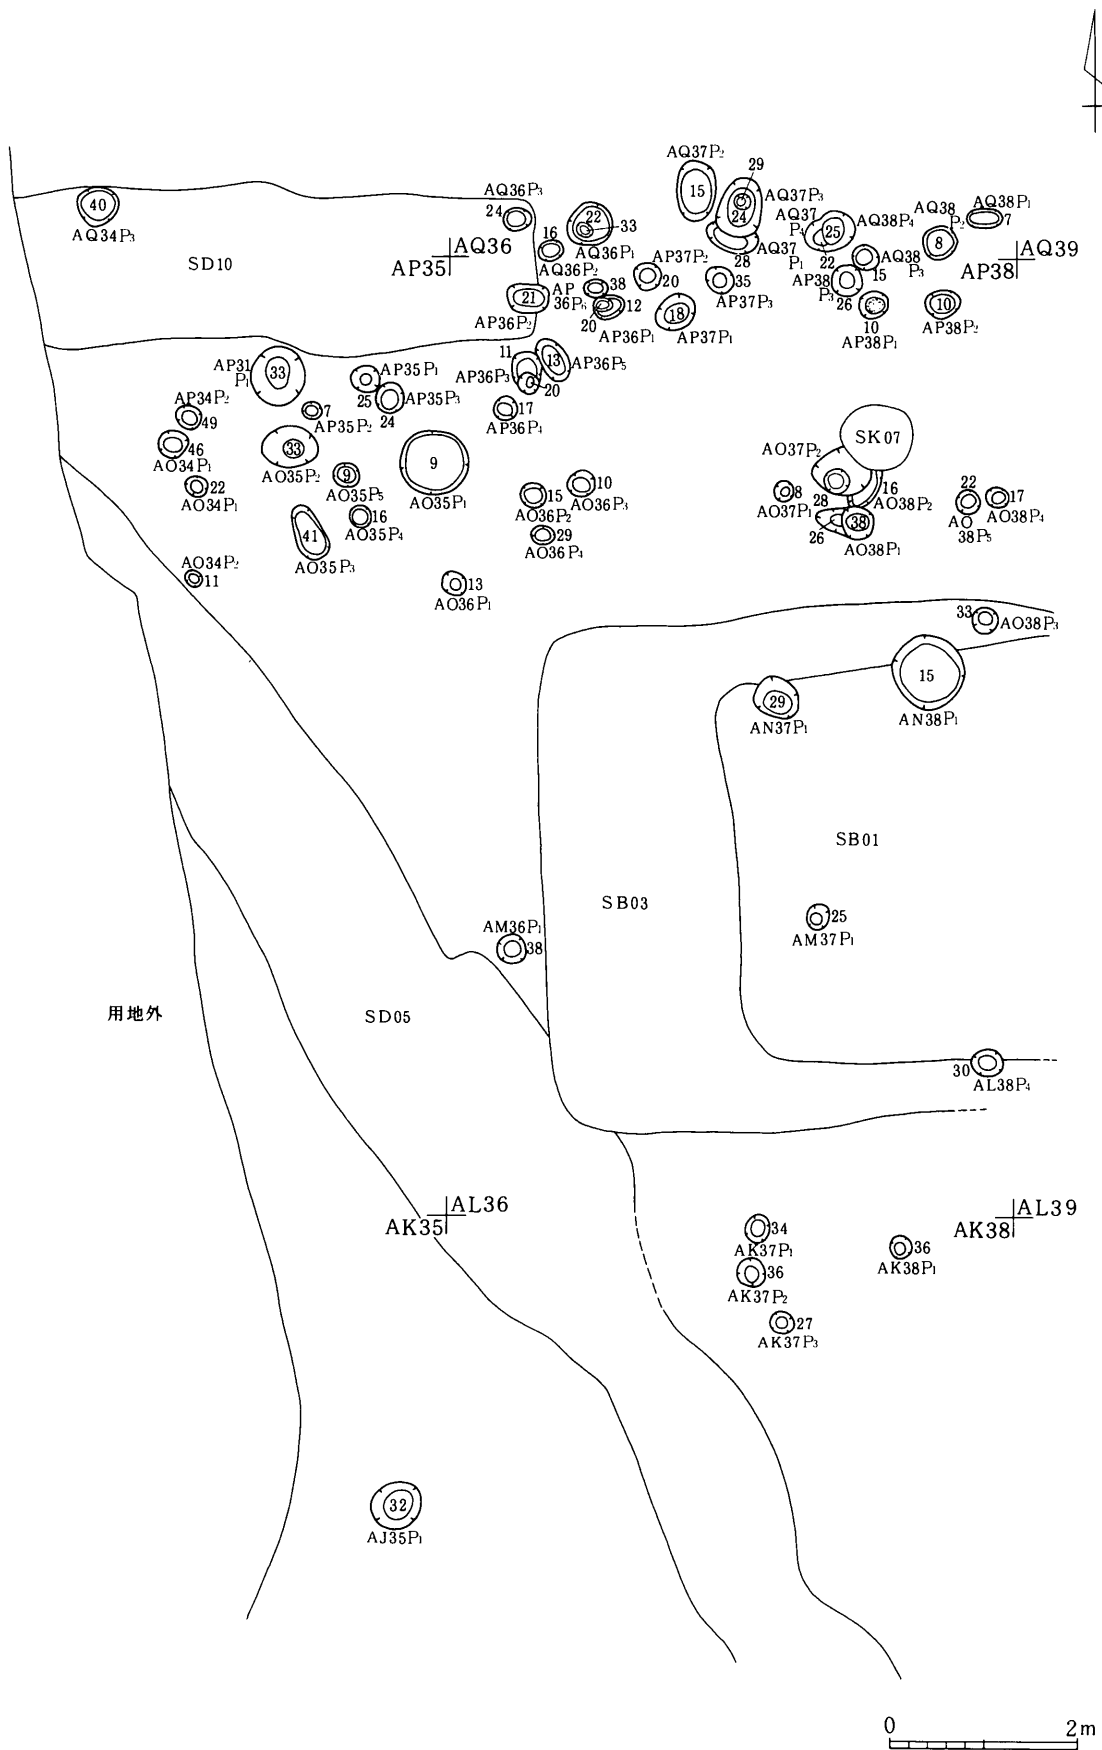 AQ37P₂
29
40
AQ36P₃
15
AQ37P₃
AQ38P₁
24
22
24
AQ37
P₄
AQ38P₄
AQ38
P₂
7
AQ34P₃
33
25
8
16
AQ36
AQ36P₁
AQ37
P₁
AQ39
SD10
AP35
AQ36P₂
AP37P₂
28
22
15
AQ38
P₃
AP38
AP
36P₆
38
20
35
AP38
P₃
21
12
AP37P₃
26
10
AP36P₂
20
18
10
AP38P₂
AP36P₁
AP37P₁
AP38P₁
11
13
AP31
P₁
33
AP35P₁
AP36P₃
AP36P₅
AP34P₂
25
AP35P₃
20
49
7
24
17
AP35P₂
AP36P₄
SK07
46
33
9
AO37P₂
AO34P₁
AO35P₂
9
22
AO35P₅
AO35P₁
15
10
8
28
16
22
17
AO34P₁
AO36P₂
AO36P₃
AO37P₁
AO38P₂
AO38P₄
41
16
26
38
AO
38P₅
AO35P₄
29
AO38P₁
AO35P₃
AO36P₄
AO34P₂
11
13
AO36P₁
33
AO38P₃
15
29
AN38P₁
AN37P₁
SB01
SB03
AM36P₁
25
38
AM37P₁
用地外
SD05
30
AL38P₄
AL36
AL39
AK35
AK38
34
AK37P₁
36
AK38P₁
36
AK37P₂
27
AK37P₃
32
AJ35P₁
0 2m